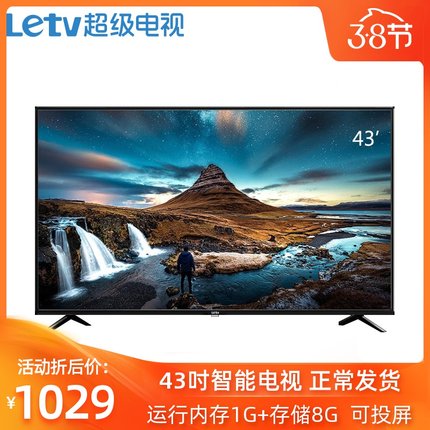 Letv超级电视
3·8节
43'
Letv
活动折后价:
¥1029
43吋智能电视 正常发货
运行内存1G+存储8G 可投屏